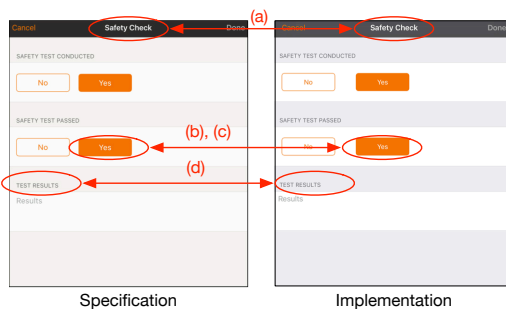 (a)
Cancel Safety Check Done
SAFETY TEST CONDUCTED
No Yes
SAFETY TEST PASSED
No Yes
TEST RESULTS
Results
Cancel Safety Check Done
SAFETY TEST CONDUCTED
No Yes
SAFETY TEST PASSED
No Yes
TEST RESULTS
Results
(b), (c)
(d)
Specification
Implementation